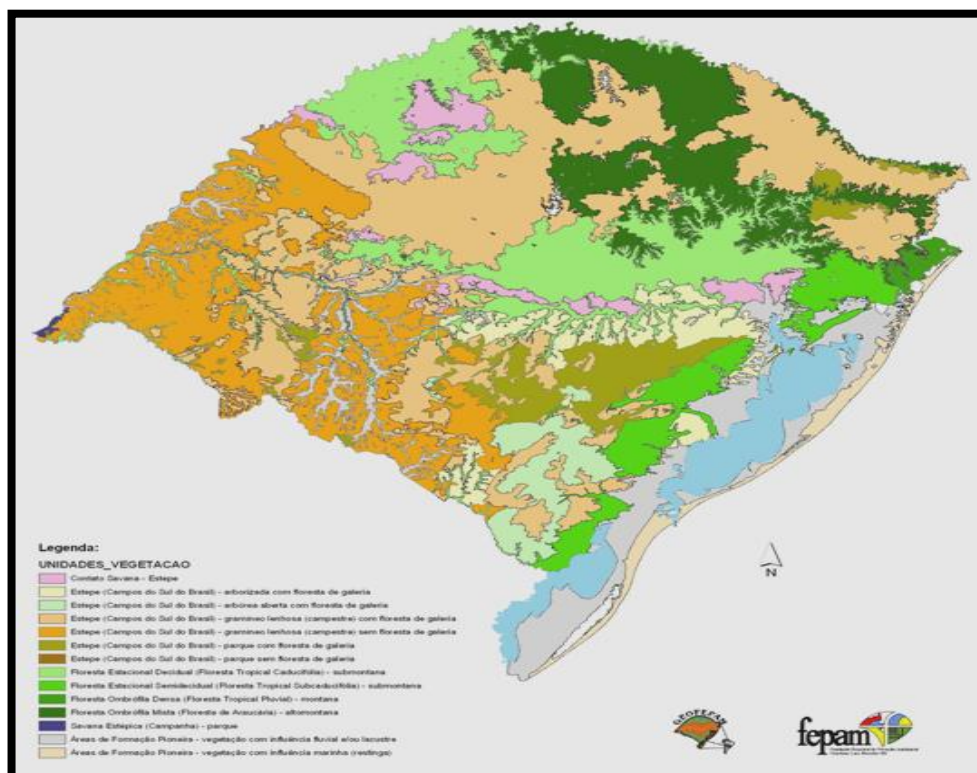 Legenda:
UNIDADES_VEGETACAO
Contato Savana - Estepe
Estepe (Campos do Sul do Brasil) - arborizada com floresta de galeria
Estepe (Campos do Sul do Brasil) - arbórea aberta com floresta de galeria
Estepe (Campos do Sul do Brasil) - gramineo lenhosa (campestre) com floresta de galeria
Estepe (Campos do Sul do Brasil) - gramineo lenhosa (campestre) sem floresta de galeria
Estepe (Campos do Sul do Brasil) - parque com floresta de galeria
Estepe (Campos do Sul do Brasil) - parque sem floresta de galeria
Floresta Estacional Decidual (Floresta Tropical Caducifólia) - submontana
Floresta Estacional Semidecidual (Floresta Tropical Subcaducifólia) - submontana
Floresta Ombrófila Densa (Floresta Tropical Pluvial) - montana
Floresta Ombrófila Mista (Floresta de Araucária) - altomontana
Savana Estépica (Campanha) - parque
Áreas de Formação Pioneira - vegetação com influência fluvial e/ou lacustre
Áreas de Formação Pioneira - vegetação com influência marinha (restinga)
N
GEOFEPAM
fepam